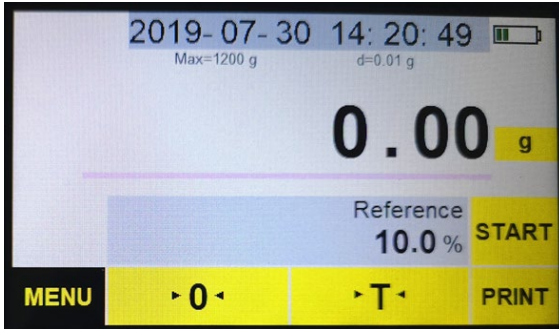 2019-07-30 14:20:49
Max=1200 g d=0.01 g
0.00 g
Reference
10.0 % START
MENU ►0◄ ►T◄ PRINT